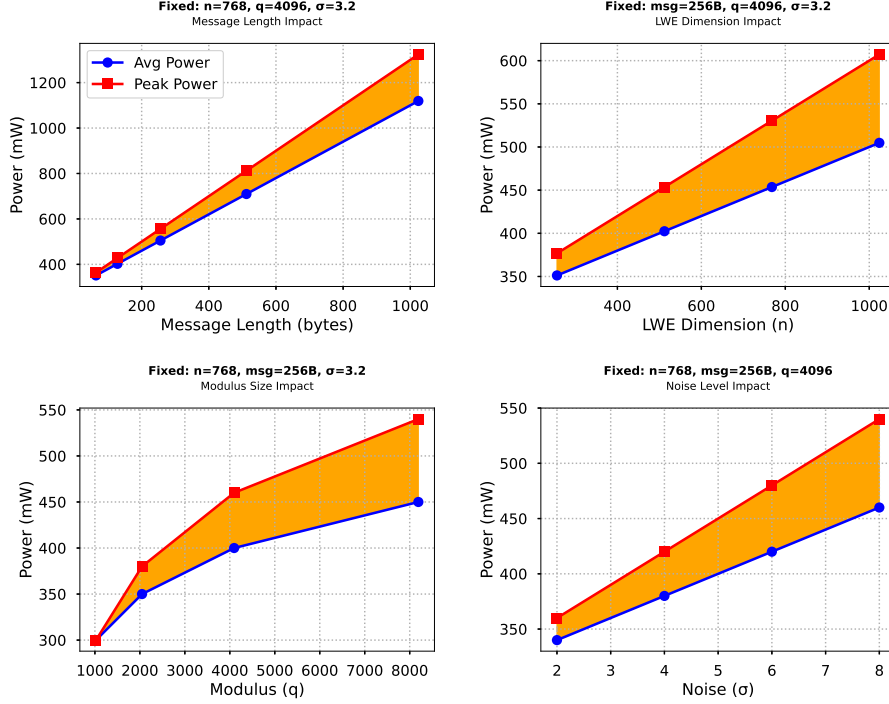 Fixed: n=768, q=4096, σ=3.2
Message Length Impact
Power (mW)
1200
1000
800
600
400
Avg Power
Peak Power
200 400 600 800 1000
Message Length (bytes)
Fixed: msg=256B, q=4096, σ=3.2
LWE Dimension Impact
Power (mW)
600
550
500
450
400
350
400 600 800 1000
LWE Dimension (n)
Fixed: n=768, msg=256B, σ=3.2
Modulus Size Impact
Power (mW)
550
500
450
400
350
300
1000 2000 3000 4000 5000 6000 7000 8000
Modulus (q)
Fixed: n=768, msg=256B, q=4096
Noise Level Impact
Power (mW)
550
500
450
400
350
2 3 4 5 6 7 8
Noise (σ)